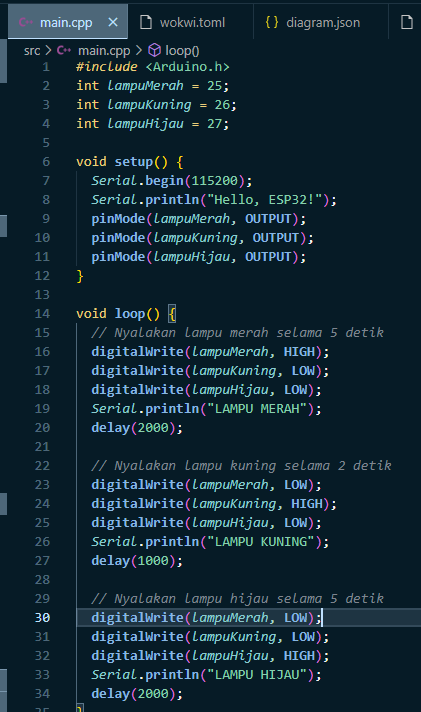 main.cpp wokwi.toml {} diagram.json
src > main.cpp > loop()
1 #include <Arduino.h>
2 int lampuMerah = 25;
3 int lampuKuning = 26;
4 int lampuHijau = 27;
5
6 void setup() {
7 Serial.begin(115200);
8 Serial.println("Hello, ESP32!");
9 pinMode(lampuMerah, OUTPUT);
10 pinMode(lampuKuning, OUTPUT);
11 pinMode(lampuHijau, OUTPUT);
12 }
13
14 void loop() {
15 // Nyalakan lampu merah selama 5 detik
16 digitalWrite(lampuMerah, HIGH);
17 digitalWrite(lampuKuning, LOW);
18 digitalWrite(lampuHijau, LOW);
19 Serial.println("LAMPU MERAH");
20 delay(2000);
21
22 // Nyalakan lampu kuning selama 2 detik
23 digitalWrite(lampuMerah, LOW);
24 digitalWrite(lampuKuning, HIGH);
25 digitalWrite(lampuHijau, LOW);
26 Serial.println("LAMPU KUNING");
27 delay(1000);
28
29 // Nyalakan lampu hijau selama 5 detik
30 digitalWrite(lampuMerah, LOW);
31 digitalWrite(lampuKuning, LOW);
32 digitalWrite(lampuHijau, HIGH);
33 Serial.println("LAMPU HIJAU");
34 delay(2000);